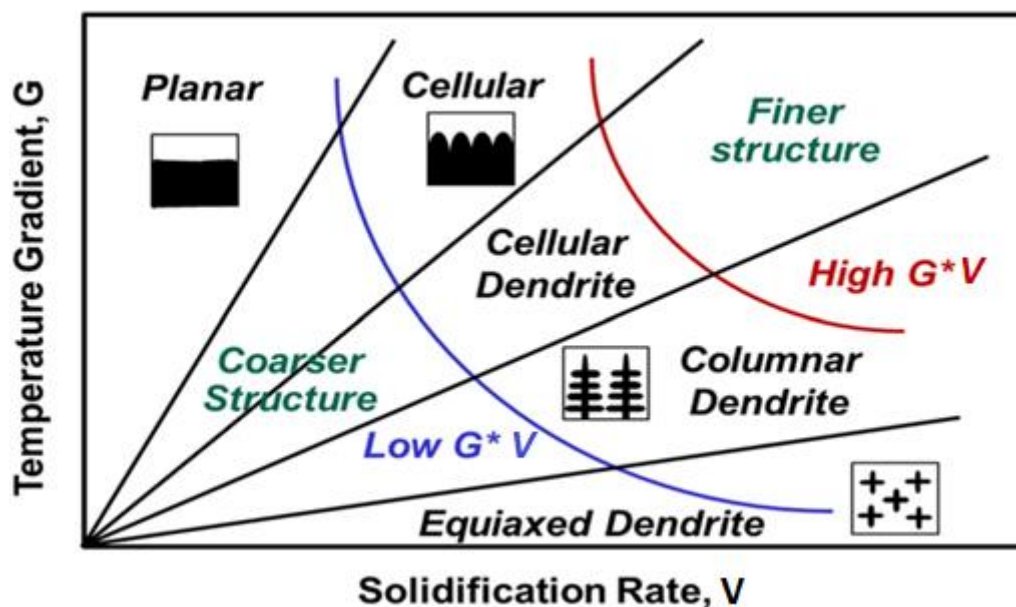 Temperature Gradient, G
Planar
Cellular
Finer
structure
Cellular
Dendrite
High G* V
Coarser
Structure
Columnar
Dendrite
Low G* V
Equiaxed Dendrite
Solidification Rate, V